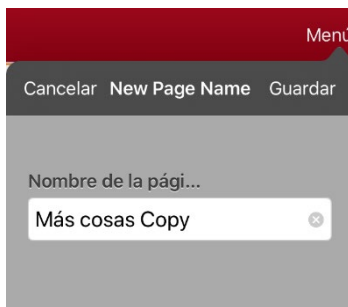 Menú
Cancelar New Page Name Guardar
Nombre de la pági...
Más cosas Copy